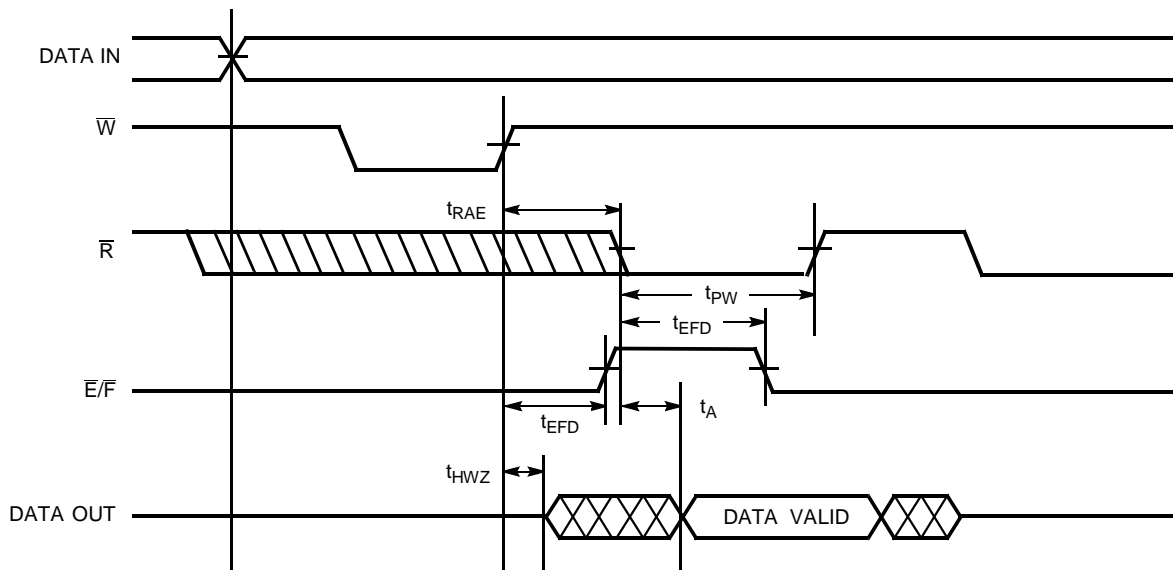 DATA IN
W̅
tRAE
R̅
tPW
tEFD
E̅/F̅
tEFD
tA
tHWZ
DATA OUT
DATA VALID